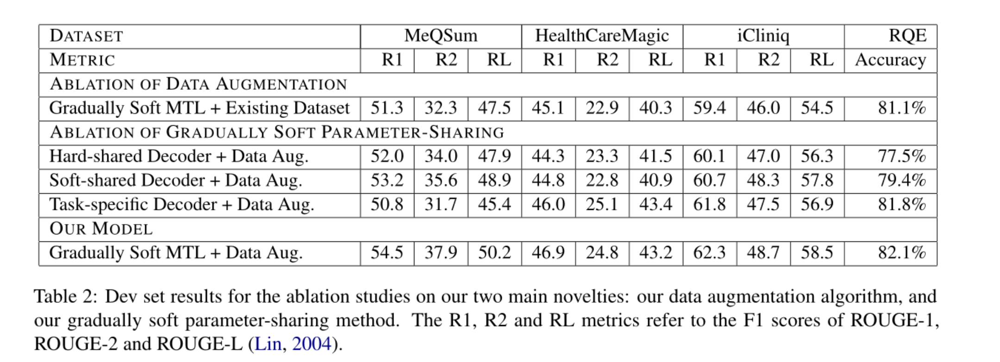 DATASET MeQSum HealthCareMagic iCliniq RQE
METRIC R1 R2 RL R1 R2 RL R1 R2 RL Accuracy
ABLATION OF DATA AUGMENTATION
Gradually Soft MTL + Existing Dataset 51.3 32.3 47.5 45.1 22.9 40.3 59.4 46.0 54.5 81.1%
ABLATION OF GRADUALLY SOFT PARAMETER-SHARING
Hard-shared Decoder + Data Aug. 52.0 34.0 47.9 44.3 23.3 41.5 60.1 47.0 56.3 77.5%
Soft-shared Decoder + Data Aug. 53.2 35.6 48.9 44.8 22.8 40.9 60.7 48.3 57.8 79.4%
Task-specific Decoder + Data Aug. 50.8 31.7 45.4 46.0 25.1 43.4 61.8 47.5 56.9 81.8%
OUR MODEL
Gradually Soft MTL + Data Aug. 54.5 37.9 50.2 46.9 24.8 43.2 62.3 48.7 58.5 82.1%
Table 2: Dev set results for the ablation studies on our two main novelties: our data augmentation algorithm, and
our gradually soft parameter-sharing method. The R1, R2 and RL metrics refer to the F1 scores of ROUGE-1,
ROUGE-2 and ROUGE-L (Lin, 2004).